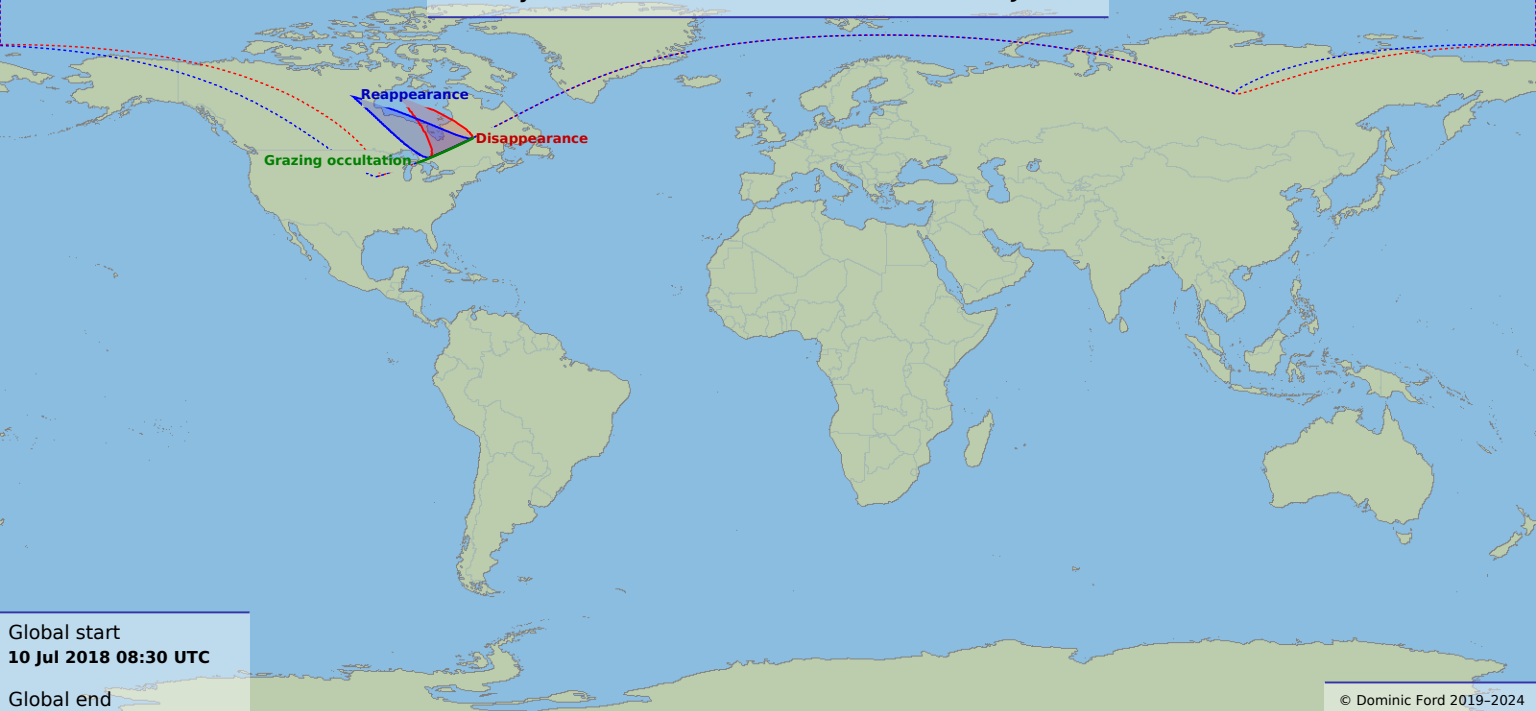 Reappearance
Disappearance
Grazing occultation
Global start
10 Jul 2018 08:30 UTC
Global end
© Dominic Ford 2019–2024